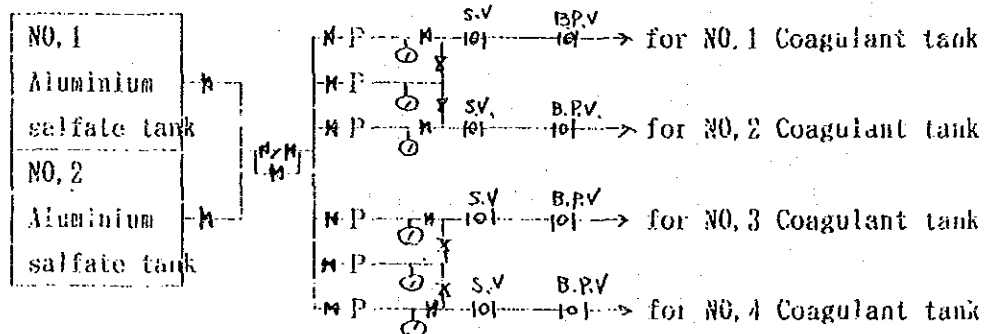 S.V B.P.V
NO, 1 P for NO, 1 Coagulant tank
Aluminium P
salfate tank P S.V. B.P.V. for NO, 2 Coagulant tank
NO, 2
Aluminium P S.V B.P.V for NO, 3 Coagulant tank
salfate tank P
P S.V B.P.V for NO, 4 Coagulant tank